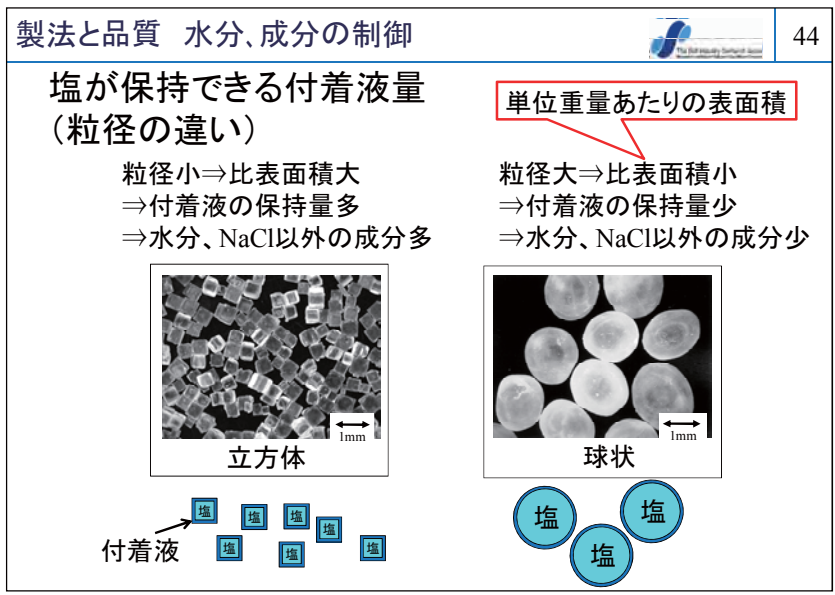 製法と品質　水分、成分の制御
44
塩が保持できる付着液量
（粒径の違い）
単位重量あたりの表面積
粒径小⇒比表面積大
⇒付着液の保持量多
⇒水分、NaCl以外の成分多
粒径大⇒比表面積小
⇒付着液の保持量少
⇒水分、NaCl以外の成分少
1mm
立方体
1mm
球状
塩
塩
塩
塩
塩
塩
塩
付着液
塩
塩
塩